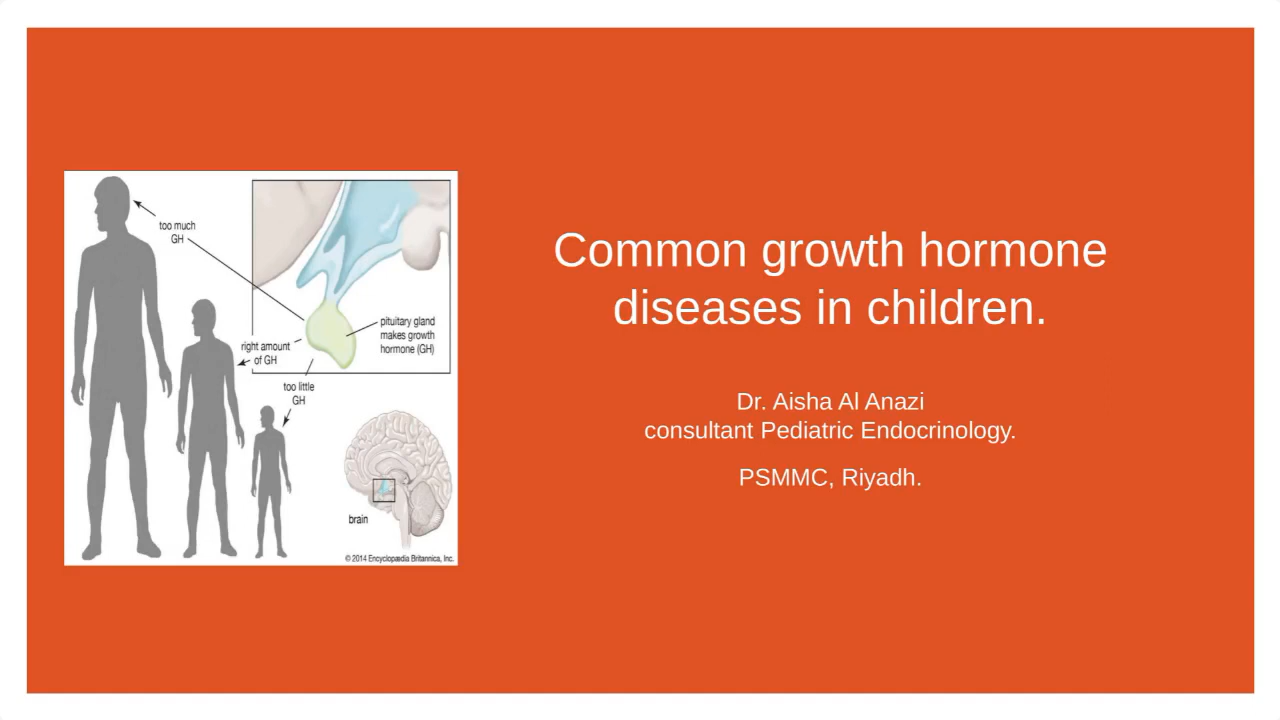 too much
GH
pituitary gland
makes growth
hormone (GH)
right amount
of GH
too little
GH
brain
© 2014 Encyclopædia Britannica, Inc.
Common growth hormone
diseases in children.
Dr. Aisha Al Anazi
consultant Pediatric Endocrinology.
PSMMC, Riyadh.